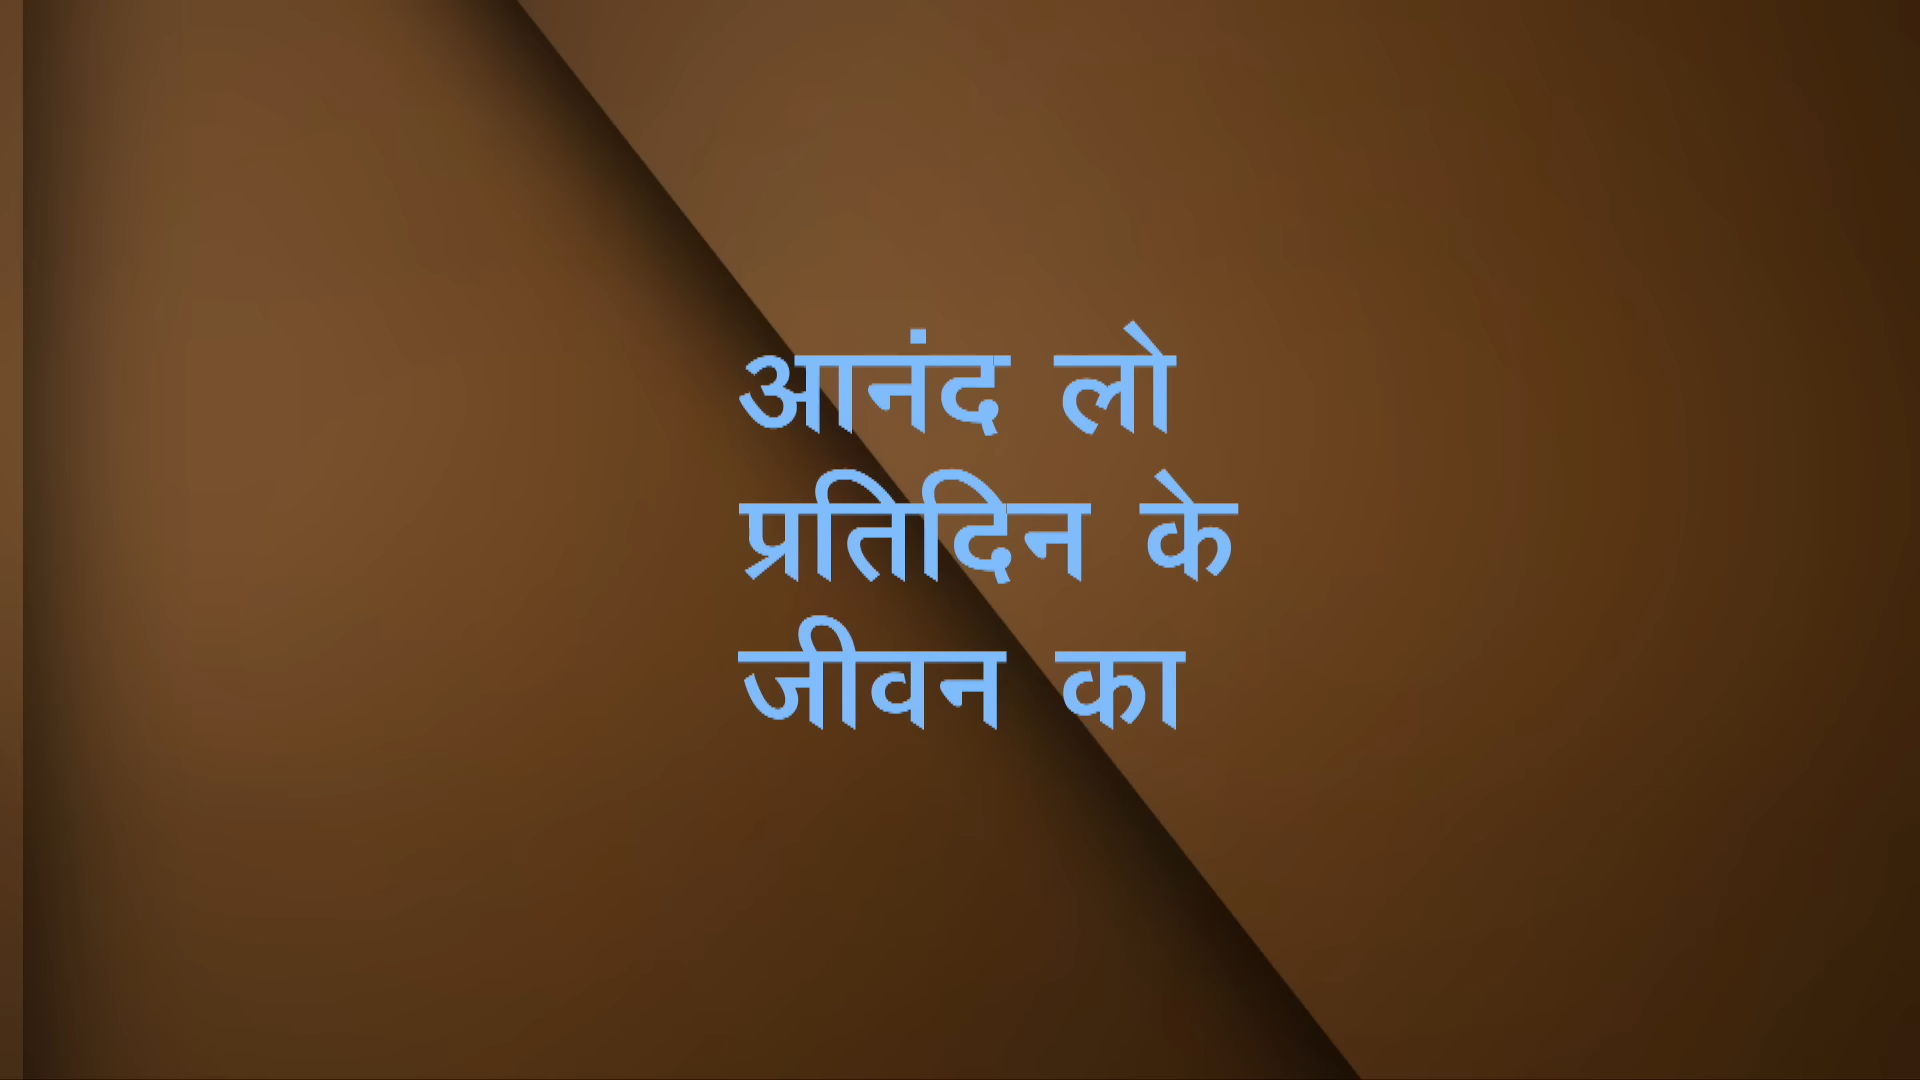 आनंद लो
प्रतिदिन के
जीवन का